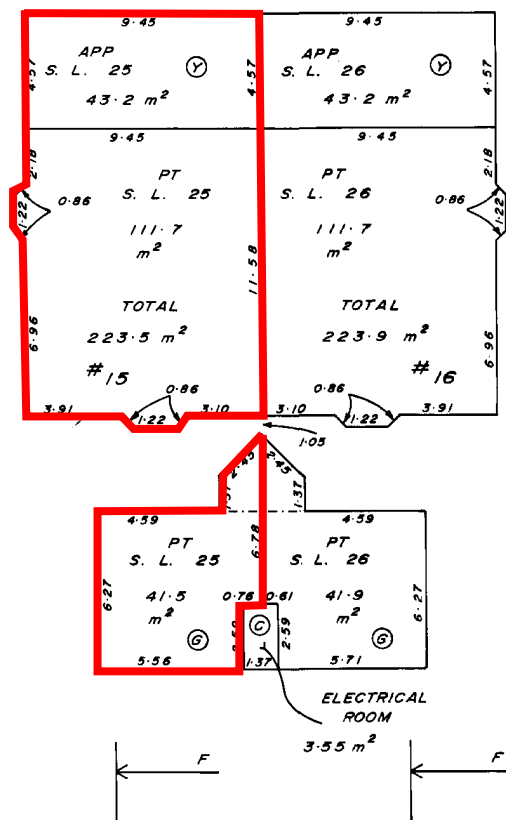 9.45 9.45
APP APP
S. L. 25 Y S. L. 26 Y
4.57 4.57 4.57
43.2 m² 43.2 m²
9.45 9.45
2.18 2.18
PT PT
S. L. 25 S. L. 26
0.86 0.86
1.22 1.22
111.7 111.7
m² m²
11.58
TOTAL TOTAL
223.5 m² 223.9 m²
6.96 6.96
#15 #16
0.86 0.86
3.91 1.22 3.10 3.10 1.22 3.91
1.05
2.45 2.45
1.37 1.37
4.59 4.59
6.78
PT PT
S. L. 25 S. L. 26
6.27 6.27
41.5 0.76 0.61 41.9
m² m²
2.59 C 2.59
G G
5.56 1.37 5.71
ELECTRICAL
ROOM
3.55 m²
F F